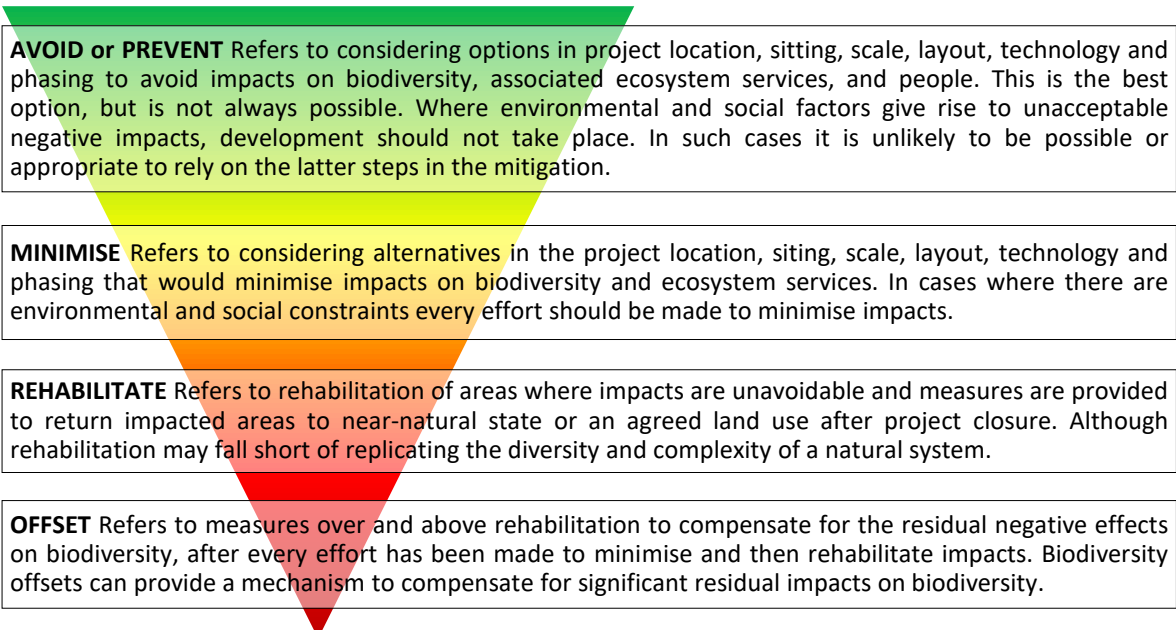 AVOID or PREVENT Refers to considering options in project location, sitting, scale, layout, technology and
phasing to avoid impacts on biodiversity, associated ecosystem services, and people. This is the best
option, but is not always possible. Where environmental and social factors give rise to unacceptable
negative impacts, development should not take place. In such cases it is unlikely to be possible or
appropriate to rely on the latter steps in the mitigation.
MINIMISE Refers to considering alternatives in the project location, siting, scale, layout, technology and
phasing that would minimise impacts on biodiversity and ecosystem services. In cases where there are
environmental and social constraints every effort should be made to minimise impacts.
REHABILITATE Refers to rehabilitation of areas where impacts are unavoidable and measures are provided
to return impacted areas to near-natural state or an agreed land use after project closure. Although
rehabilitation may fall short of replicating the diversity and complexity of a natural system.
OFFSET Refers to measures over and above rehabilitation to compensate for the residual negative effects
on biodiversity, after every effort has been made to minimise and then rehabilitate impacts. Biodiversity
offsets can provide a mechanism to compensate for significant residual impacts on biodiversity.